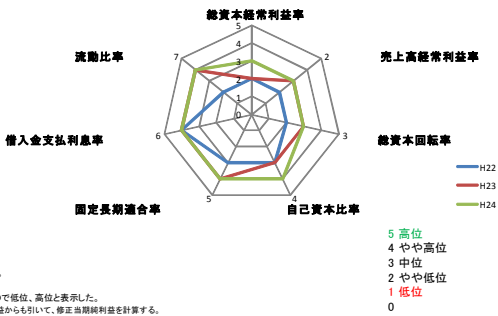 総資本経常利益率
5
4
3
2
1
0
流動比率
7
2
売上高経常利益率
借入金支払利息率
6
3
総資本回転率
固定長期適合率
5
4
自己資本比率
H22
H23
H24
5 高位
4 やや高位
3 中位
2 やや低位
1 低位
0
で低位、高位と表示した。
益からも引いて、修正当期純利益を計算する。